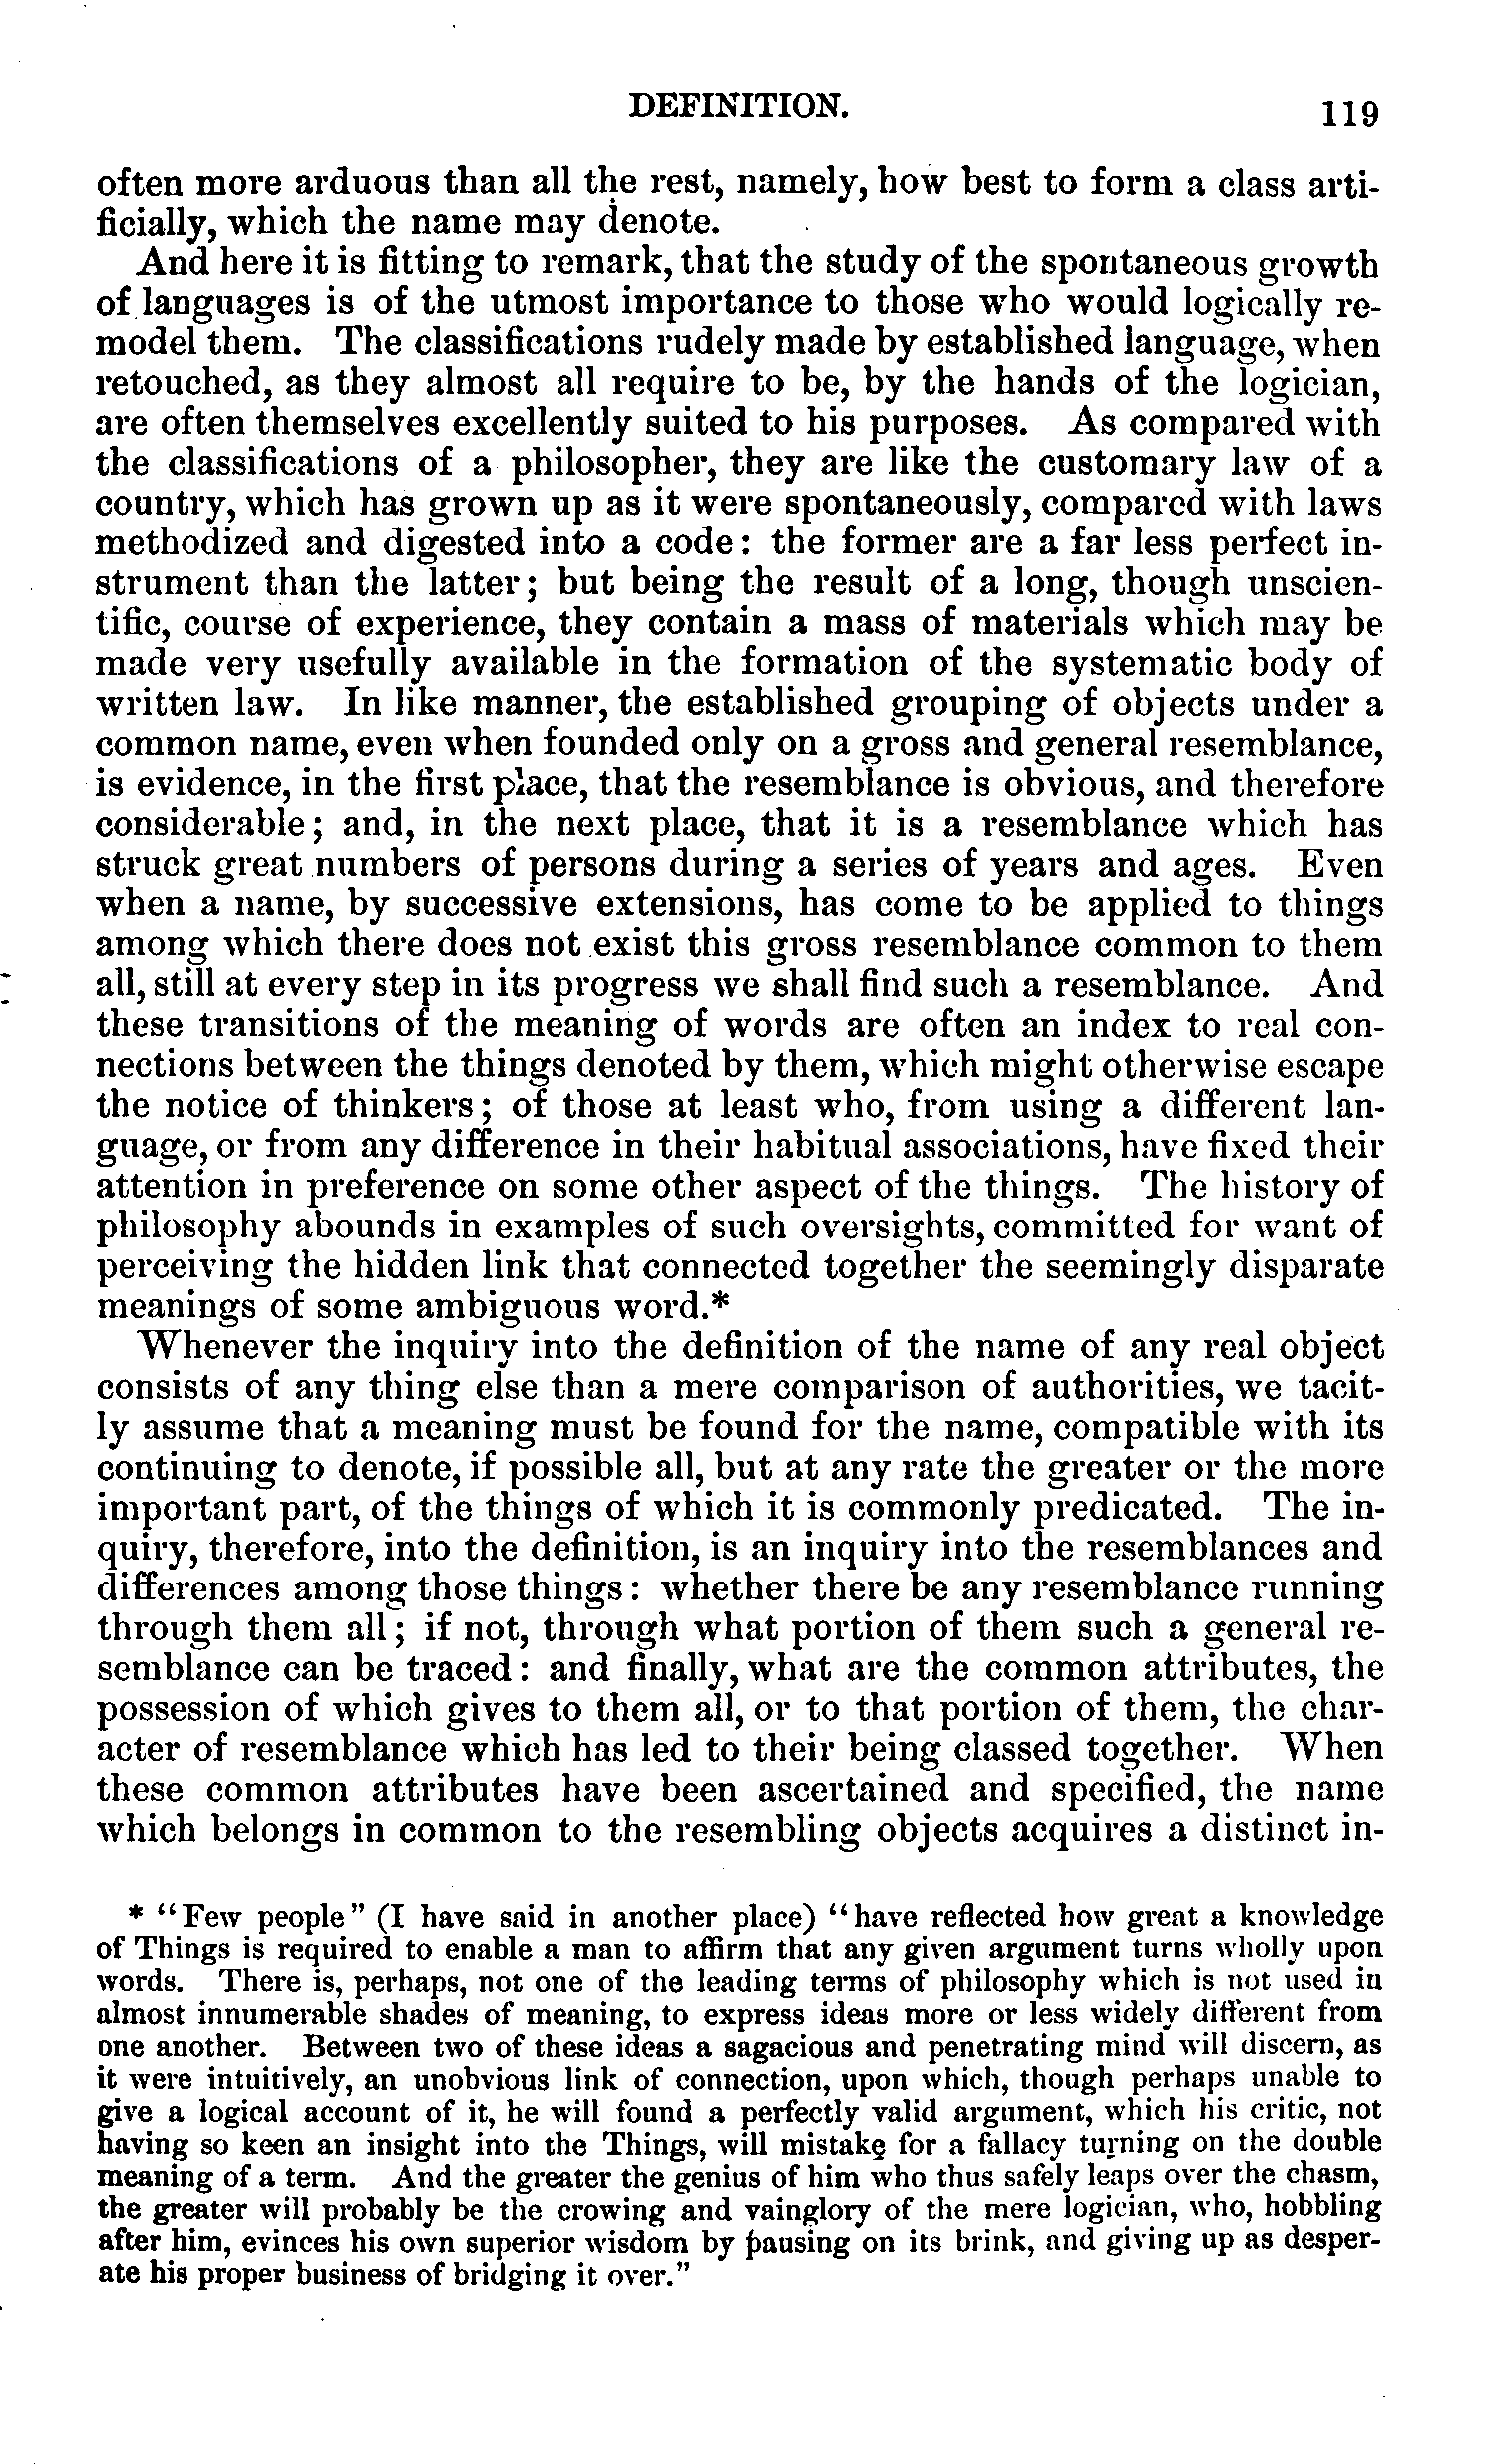 DEFINITION. 119
often more arduous than all the rest, namely, how best to form a class arti-
ficially, which the name may denote.
And here it is fitting to remark, that the study of the spontaneous growth
of languages is of the utmost importance to those who would logically re-
model them. The classifications rudely made by established language, when
retouched, as they almost all require to be, by the hands of the logician,
are often themselves excellently suited to his purposes. As compared with
the classifications of a philosopher, they are like the customary law of a
country, which has grown up as it were spontaneously, compared with laws
methodized and digested into a code: the former are a far less perfect in-
strument than the latter; but being the result of a long, though unscien-
tific, course of experience, they contain a mass of materials which may be
made very usefully available in the formation of the systematic body of
written law. In like manner, the established grouping of objects under a
common name, even when founded only on a gross and general resemblance,
is evidence, in the first place, that the resemblance is obvious, and therefore
considerable; and, in the next place, that it is a resemblance which has
struck great numbers of persons during a series of years and ages. Even
when a name, by successive extensions, has come to be applied to things
among which there does not exist this gross resemblance common to them
all, still at every step in its progress we shall find such a resemblance. And
these transitions of the meaning of words are often an index to real con-
nections between the things denoted by them, which might otherwise escape
the notice of thinkers; of those at least who, from using a different lan-
guage, or from any difference in their habitual associations, have fixed their
attention in preference on some other aspect of the things. The history of
philosophy abounds in examples of such oversights, committed for want of
perceiving the hidden link that connected together the seemingly disparate
meanings of some ambiguous word.*
Whenever the inquiry into the definition of the name of any real object
consists of any thing else than a mere comparison of authorities, we tacit-
ly assume that a meaning must be found for the name, compatible with its
continuing to denote, if possible all, but at any rate the greater or the more
important part, of the things of which it is commonly predicated. The in-
quiry, therefore, into the definition, is an inquiry into the resemblances and
differences among those things: whether there be any resemblance running
through them all; if not, through what portion of them such a general re-
semblance can be traced: and finally, what are the common attributes, the
possession of which gives to them all, or to that portion of them, the char-
acter of resemblance which has led to their being classed together. When
these common attributes have been ascertained and specified, the name
which belongs in common to the resembling objects acquires a distinct in-
* "Few people" (I have said in another place) "have reflected how great a knowledge
of Things is required to enable a man to affirm that any given argument turns wholly upon
words. There is, perhaps, not one of the leading terms of philosophy which is not used in
almost innumerable shades of meaning, to express ideas more or less widely different from
one another. Between two of these ideas a sagacious and penetrating mind will discern, as
it were intuitively, an unobvious link of connection, upon which, though perhaps unable to
give a logical account of it, he will found a perfectly valid argument, which his critic, not
having so keen an insight into the Things, will mistake for a fallacy turning on the double
meaning of a term. And the greater the genius of him who thus safely leaps over the chasm,
the greater will probably be the crowing and vainglory of the mere logician, who, hobbling
after him, evinces his own superior wisdom by pausing on its brink, and giving up as desper-
ate his proper business of bridging it over."